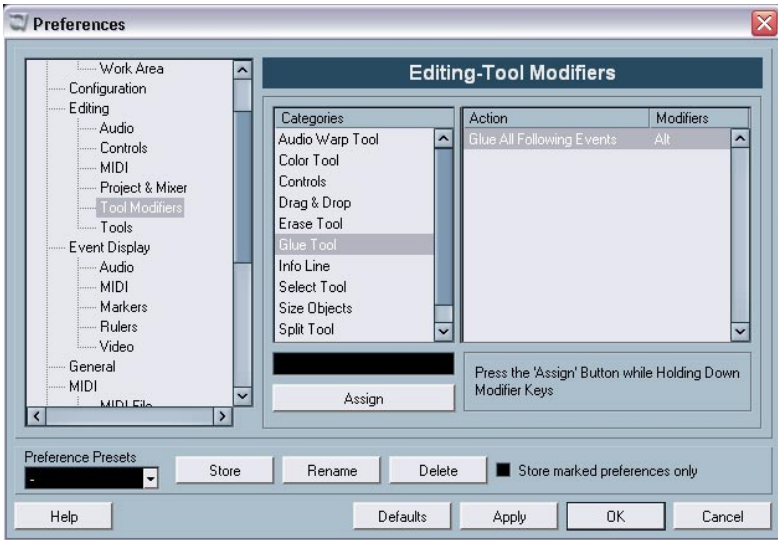 Preferences
Work Area
Configuration
Editing
Audio
Controls
MIDI
Project & Mixer
Tool Modifiers
Tools
Event Display
Audio
MIDI
Markers
Rulers
Video
General
MIDI
MIDI File
Editing-Tool Modifiers
Categories
Audio Warp Tool
Color Tool
Controls
Drag & Drop
Erase Tool
Glue Tool
Info Line
Select Tool
Size Objects
Split Tool
Action Modifiers
Glue All Following Events Alt
Assign
Press the 'Assign' Button while Holding Down
Modifier Keys
Preference Presets
-
Store Rename Delete Store marked preferences only
Help Defaults Apply OK Cancel